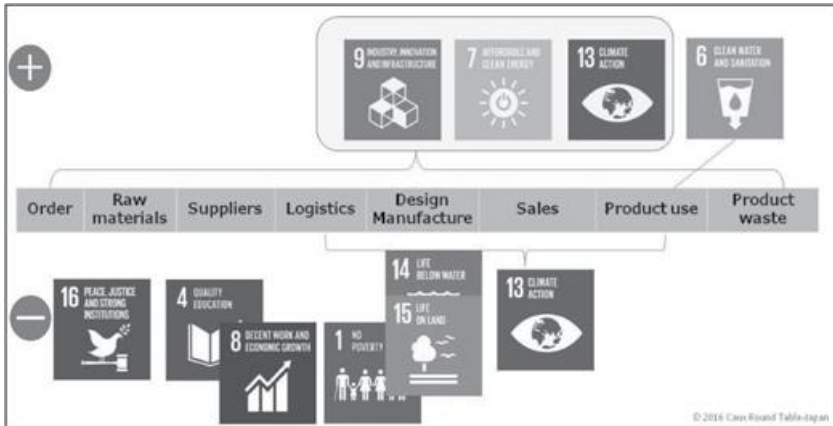 9 INDUSTRY, INNOVATION
AND INFRASTRUCTURE
7 AFFORDABLE AND
CLEAN ENERGY
13 CLIMATE
ACTION
6 CLEAN WATER
AND SANITATION
Order
Raw
materials
Suppliers
Logistics
Design
Manufacture
Sales
Product use
Product
waste
16 PEACE, JUSTICE
AND STRONG
INSTITUTIONS
4 QUALITY
EDUCATION
8 DECENT WORK AND
ECONOMIC GROWTH
1 NO
POVERTY
14 LIFE
BELOW WATER
15 LIFE
ON LAND
13 CLIMATE
ACTION
© 2016 Caux Round Table-Japan